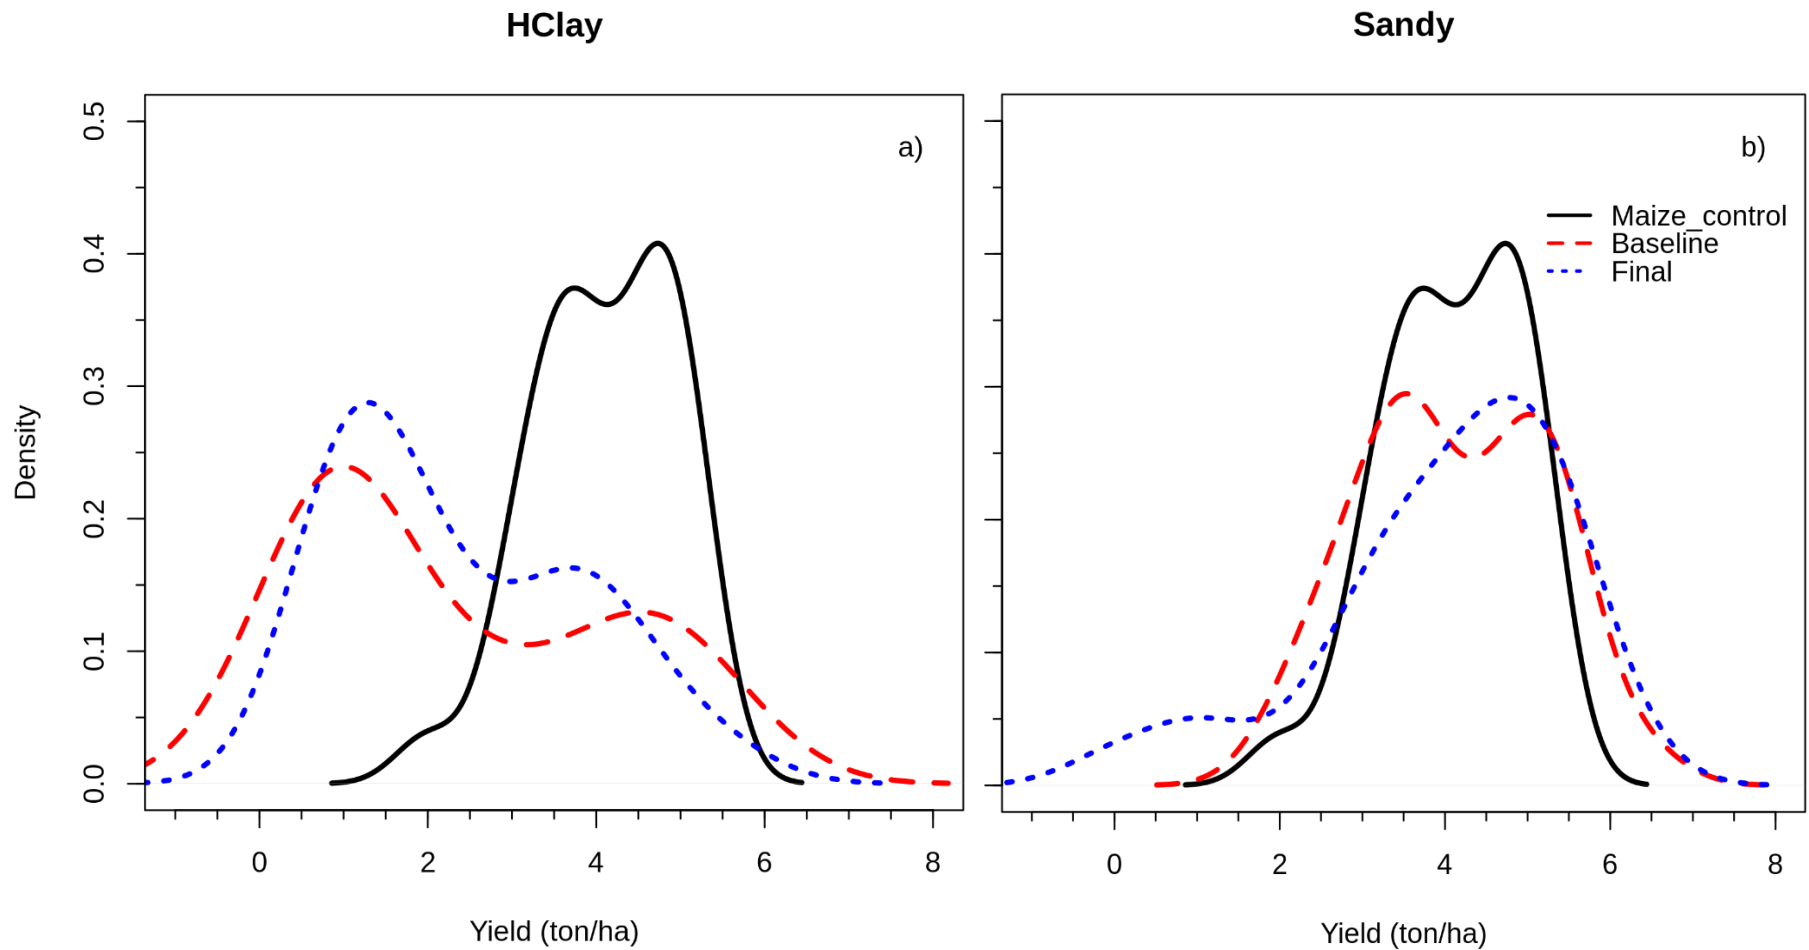 HClay
Sandy
0.5
0.4
0.3
0.2
0.1
0.0
Density
a)
0 2 4 6 8
Yield (ton/ha)
b)
Maize_control
Baseline
Final
0 2 4 6 8
Yield (ton/ha)